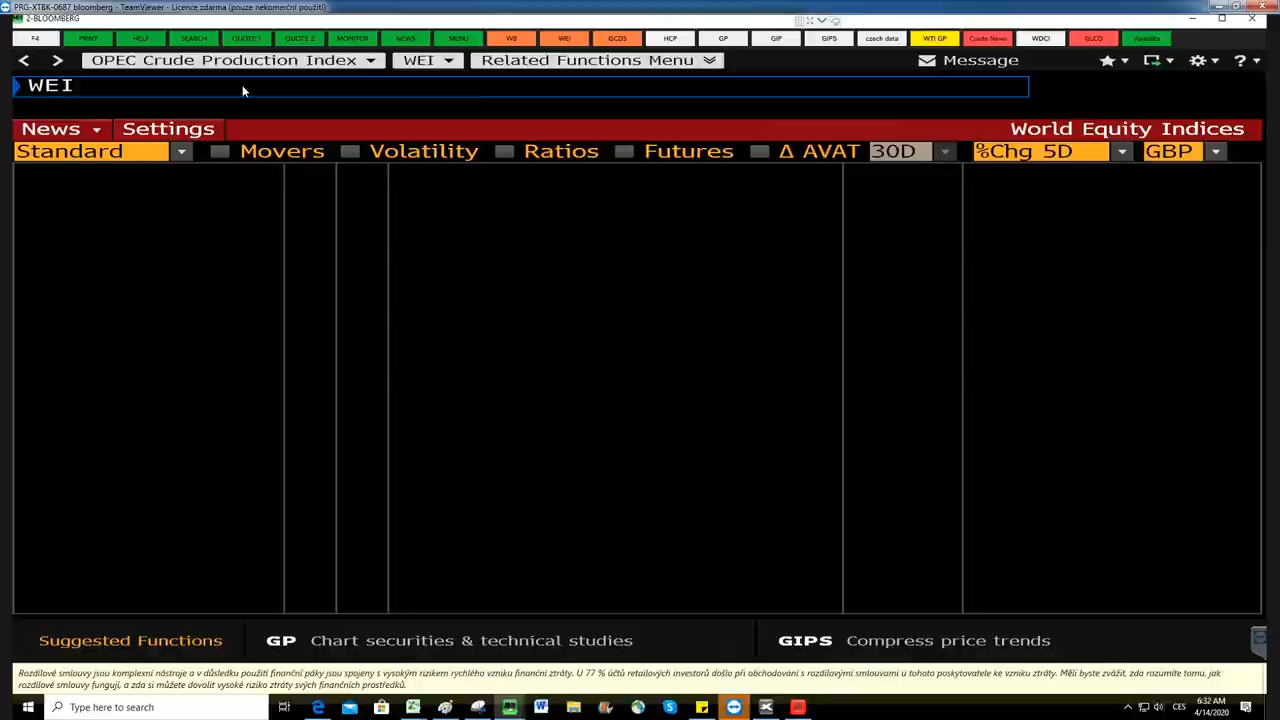 PRG-XTBK-0687 bloomberg - TeamViewer - Licence zdarma (pouze nekomerční použití)
2-BLOOMBERG
F4 PRINT HELP SEARCH QUOTE 1 QUOTE 2 MONITOR NEWS MENU WB WEI GCDS HCP GP GIP GIPS czech data WTI GP Crude News WDCI GLCO Volatilita
< > OPEC Crude Production Index WEI Related Functions Menu Message ?
WEI
News Settings World Equity Indices
Standard Movers Volatility Ratios Futures Δ AVAT 30D %Chg 5D GBP
Suggested Functions GP Chart securities & technical studies GIPS Compress price trends
Rozdílové smlouvy jsou komplexní nástroje a v důsledku použití finanční páky jsou spojeny s vysokým rizikem rychlého vzniku finanční ztráty. U 77 % účtů retailových investorů došlo při obchodování s rozdílovými smlouvami u tohoto poskytovatele ke vzniku ztráty. Měli byste zvážit, zda rozumíte tomu, jak
rozdílové smlouvy fungují, a zda si můžete dovolit vysoké riziko ztráty svých finančních prostředků.
Type here to search CES 6:32 AM
4/14/2020